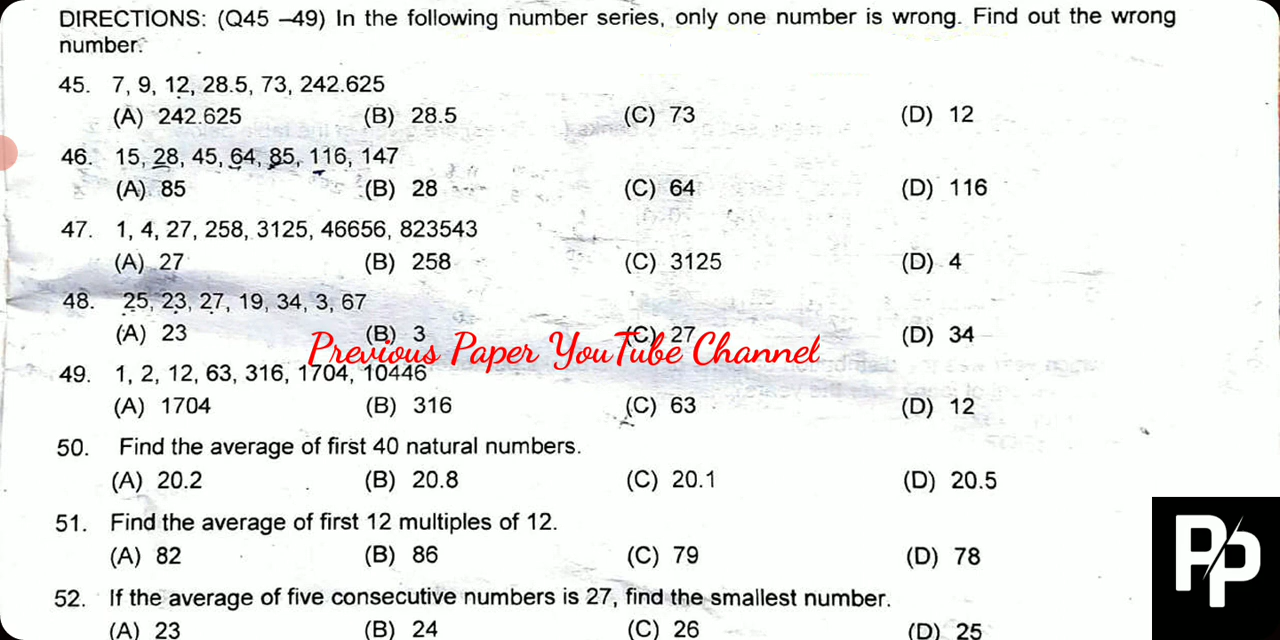 DIRECTIONS: (Q45 –49) In the following number series, only one number is wrong. Find out the wrong
number.
45. 7, 9, 12, 28.5, 73, 242.625
(A) 242.625 (B) 28.5 (C) 73 (D) 12
46. 15, 28, 45, 64, 85, 116, 147
(A) 85 (B) 28 (C) 64 (D) 116
47. 1, 4, 27, 258, 3125, 46656, 823543
(A) 27 (B) 258 (C) 3125 (D) 4
48. 25, 23, 27, 19, 34, 3, 67
(A) 23 (B) 3 (C) 27 (D) 34
Previous Paper YouTube Channel
49. 1, 2, 12, 63, 316, 1704, 10446
(A) 1704 (B) 316 (C) 63 (D) 12
50. Find the average of first 40 natural numbers.
(A) 20.2 (B) 20.8 (C) 20.1 (D) 20.5
51. Find the average of first 12 multiples of 12.
(A) 82 (B) 86 (C) 79 (D) 78
52. If the average of five consecutive numbers is 27, find the smallest number.
(A) 23 (B) 24 (C) 26 (D) 25
PP